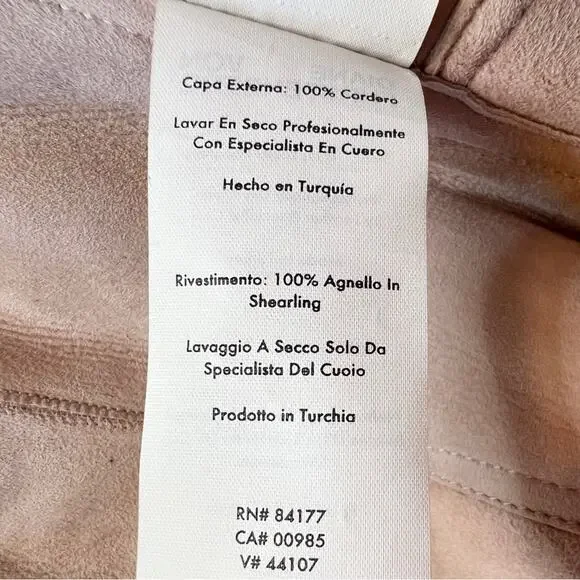 Capa Externa: 100% Cordero
Lavar En Seco Profesionalmente
Con Especialista En Cuero
Hecho en Turquía
Rivestimento: 100% Agnello In
Shearling
Lavaggio A Secco Solo Da
Specialista Del Cuoio
Prodotto in Turchia
RN# 84177
CA# 00985
V# 44107